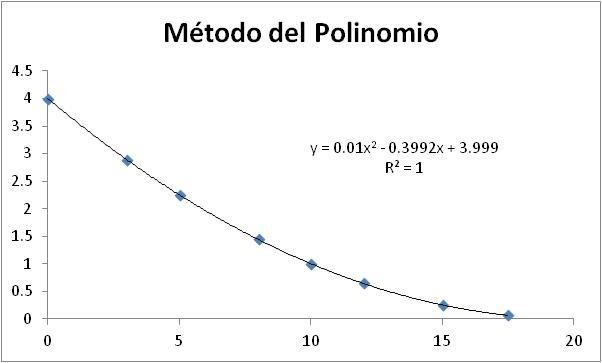 Método del Polinomio
4.5
4
3.5
3
2.5
2
1.5
1
0.5
0
y = 0.01x² - 0.3992x + 3.999
R² = 1
0 5 10 15 20